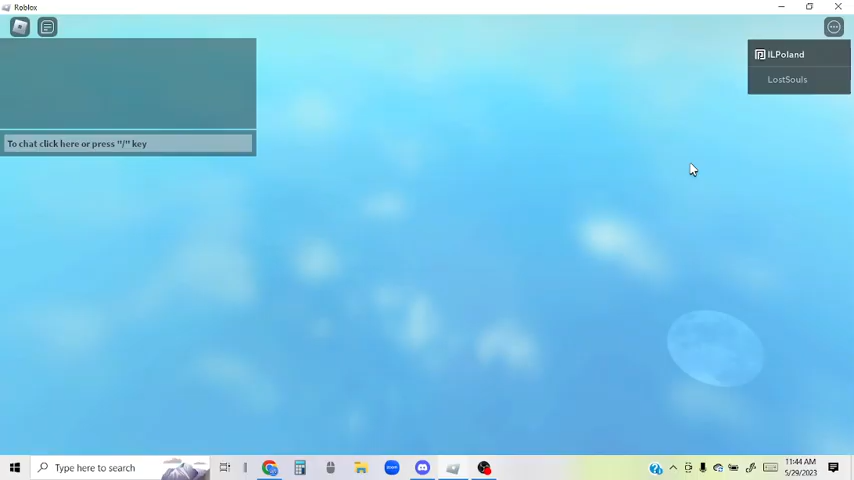 Roblox
ILPoland
LostSouls
To chat click here or press "/" key
Type here to search
zoom
11:44 AM
5/29/2023